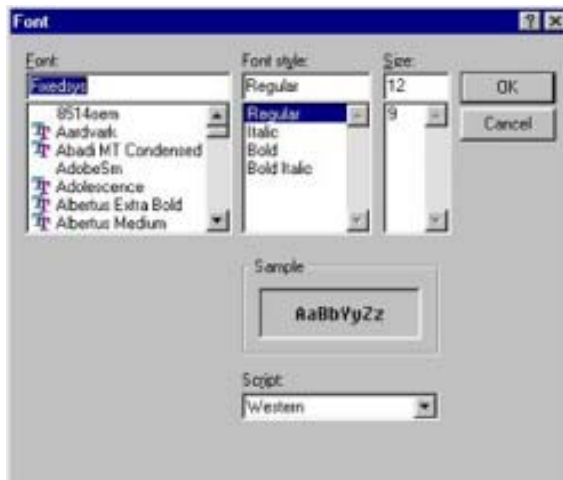 Font
Font: Font style: Size:
Fixedsys Regular 12 OK
8514oem Regular 9 Cancel
Aardvark Italic
Abadi MT Condensed Bold
AdobeSm Bold Italic
Adolescence
Albertus Extra Bold
Albertus Medium
Sample
AaBbYyZz
Script:
Western